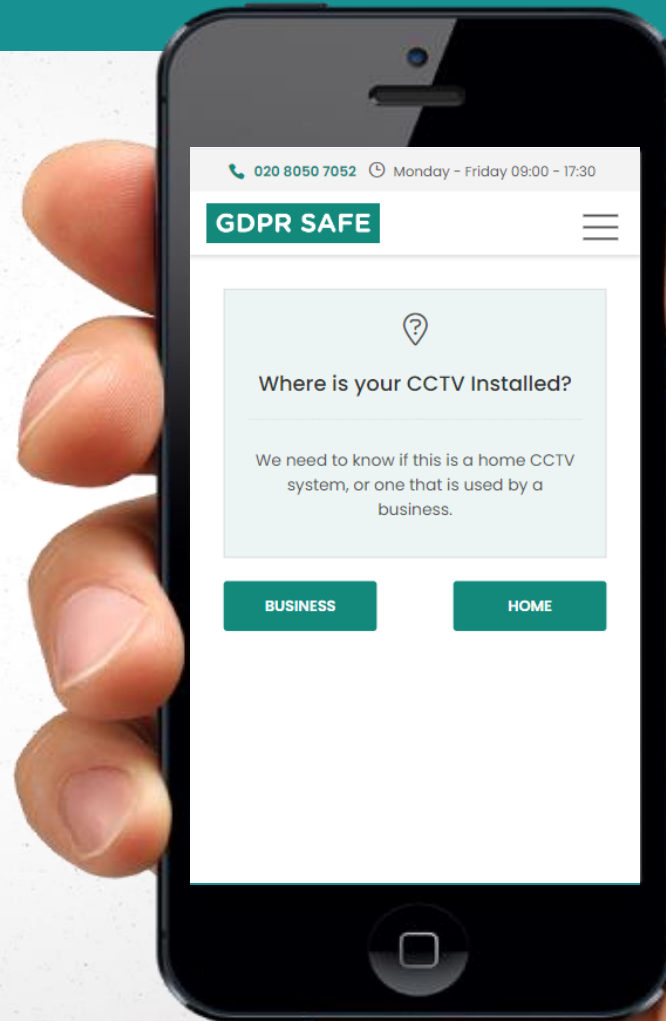 020 8050 7052 Monday - Friday 09:00 - 17:30
GDPR SAFE
Where is your CCTV Installed?
We need to know if this is a home CCTV
system, or one that is used by a
business.
BUSINESS HOME